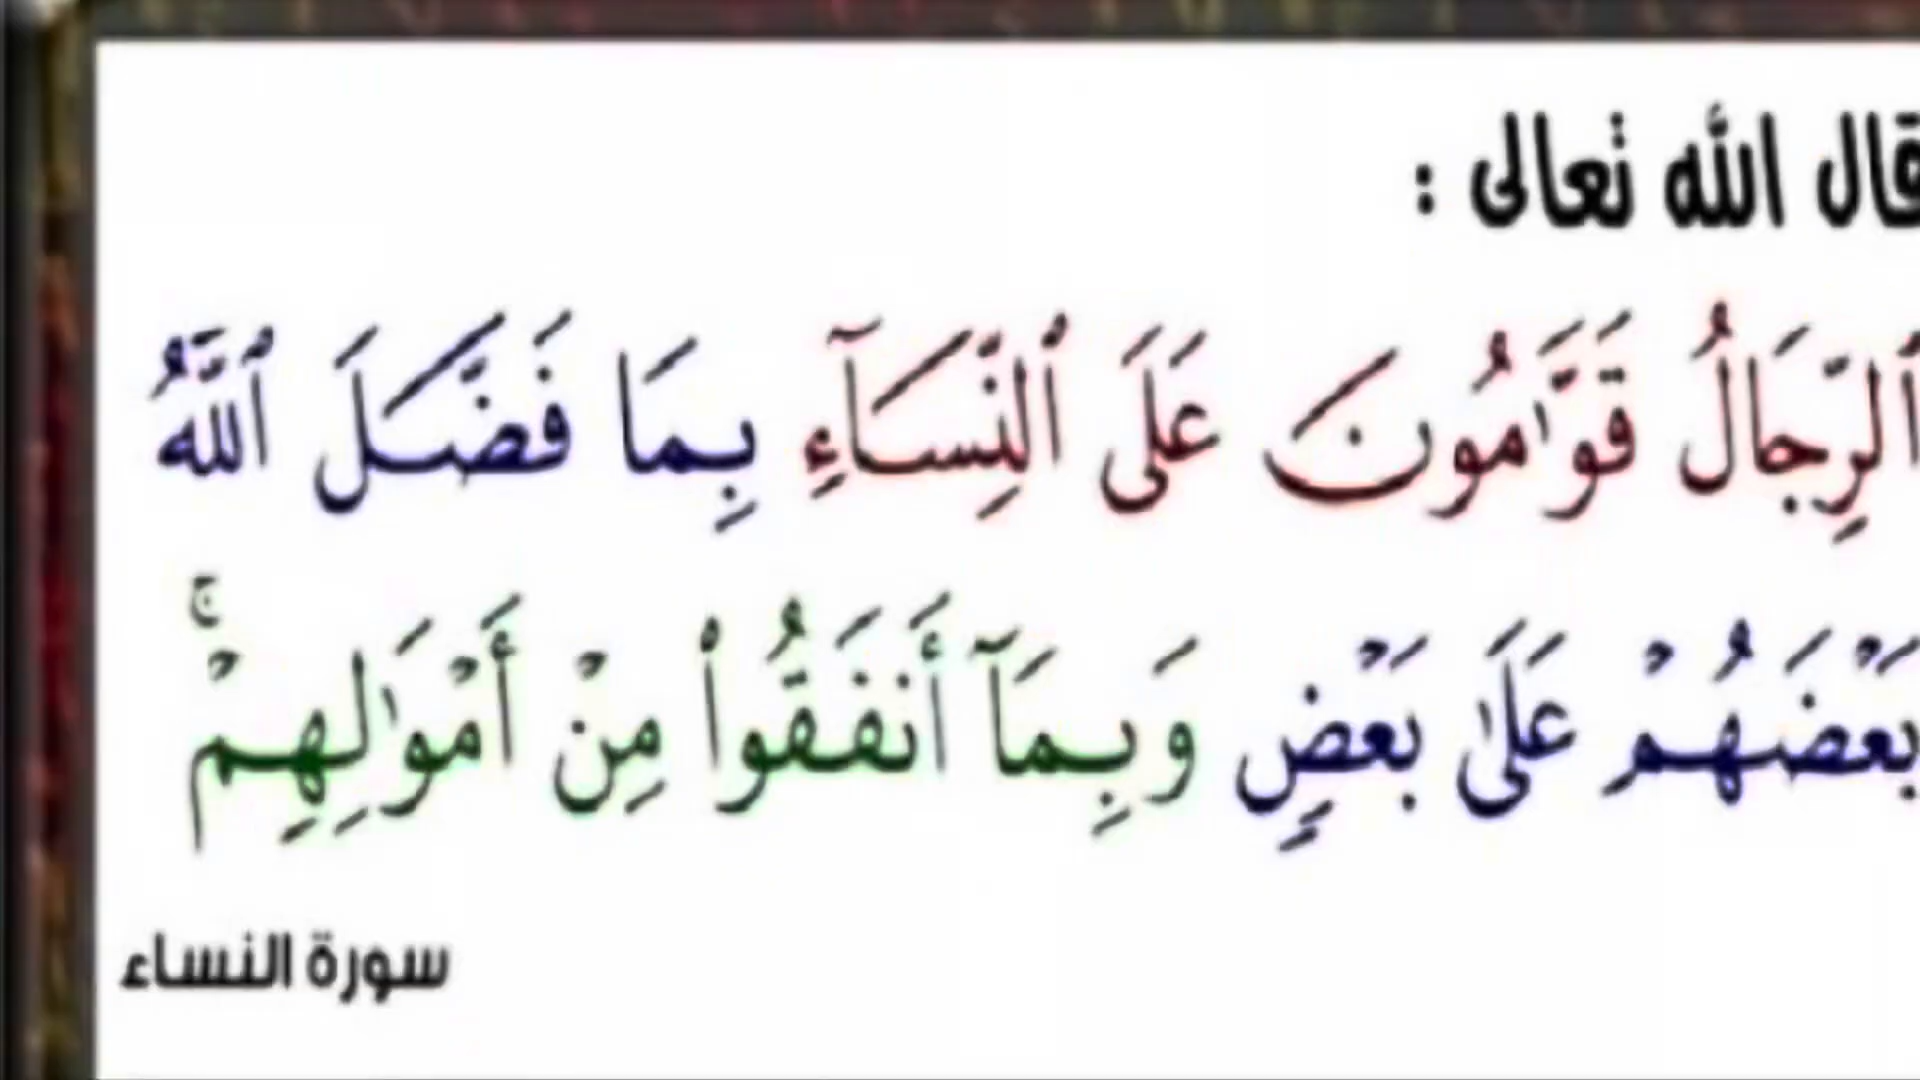 قال الله تعالى :
ٱلرِّجَالُ قَوَّٰمُونَ عَلَى ٱلنِّسَآءِ بِمَا فَضَّلَ ٱللَّهُ
بَعْضَهُمْ عَلَىٰ بَعْضٍ وَبِمَآ أَنفَقُوا۟ مِنْ أَمْوَٰلِهِمْ ۚ
سورة النساء